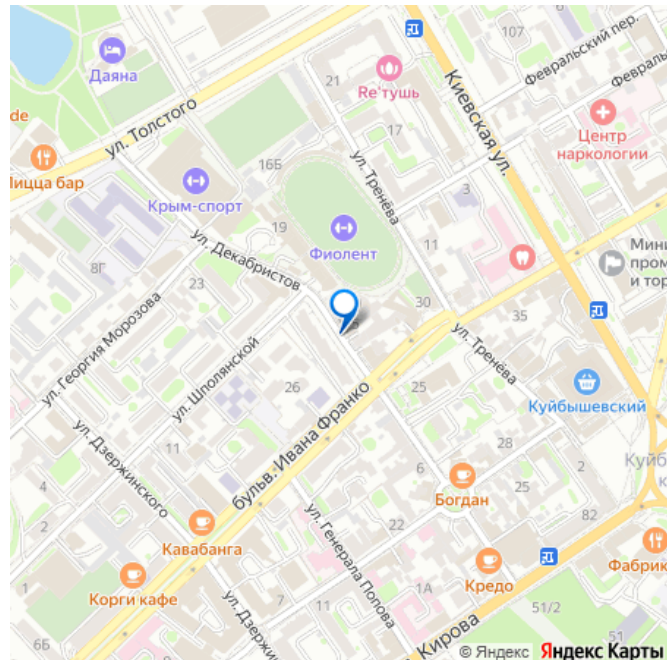 Даяна
21
Re'тушь
Февральский пер.
107
Февраль
Киевская ул.
de
ул. Толстого
17
Центр
наркологии
Пицца бар
16Б
ул. Тренёва
3
Крым-спорт
19
Фиолент
11
ул. Декабристов
8Г
Мини
пром
и тор
23
30
35
ул. Георгия Морозова
ул. Шполянской
ул. Тренёва
26
25
Куйбышевский
бульв. Ивана Франко
4
11
28
ул. Дзержинского
6
Богдан
25
Куйб
к
2
22
82
Кавабанга
ул. Генерала Попова
Кредо
Фабрик
Корги кафе
1А
7
11
51/2
6Б
ул. Дзержи
Кирова
51
© Яндекс Яндекс Карты